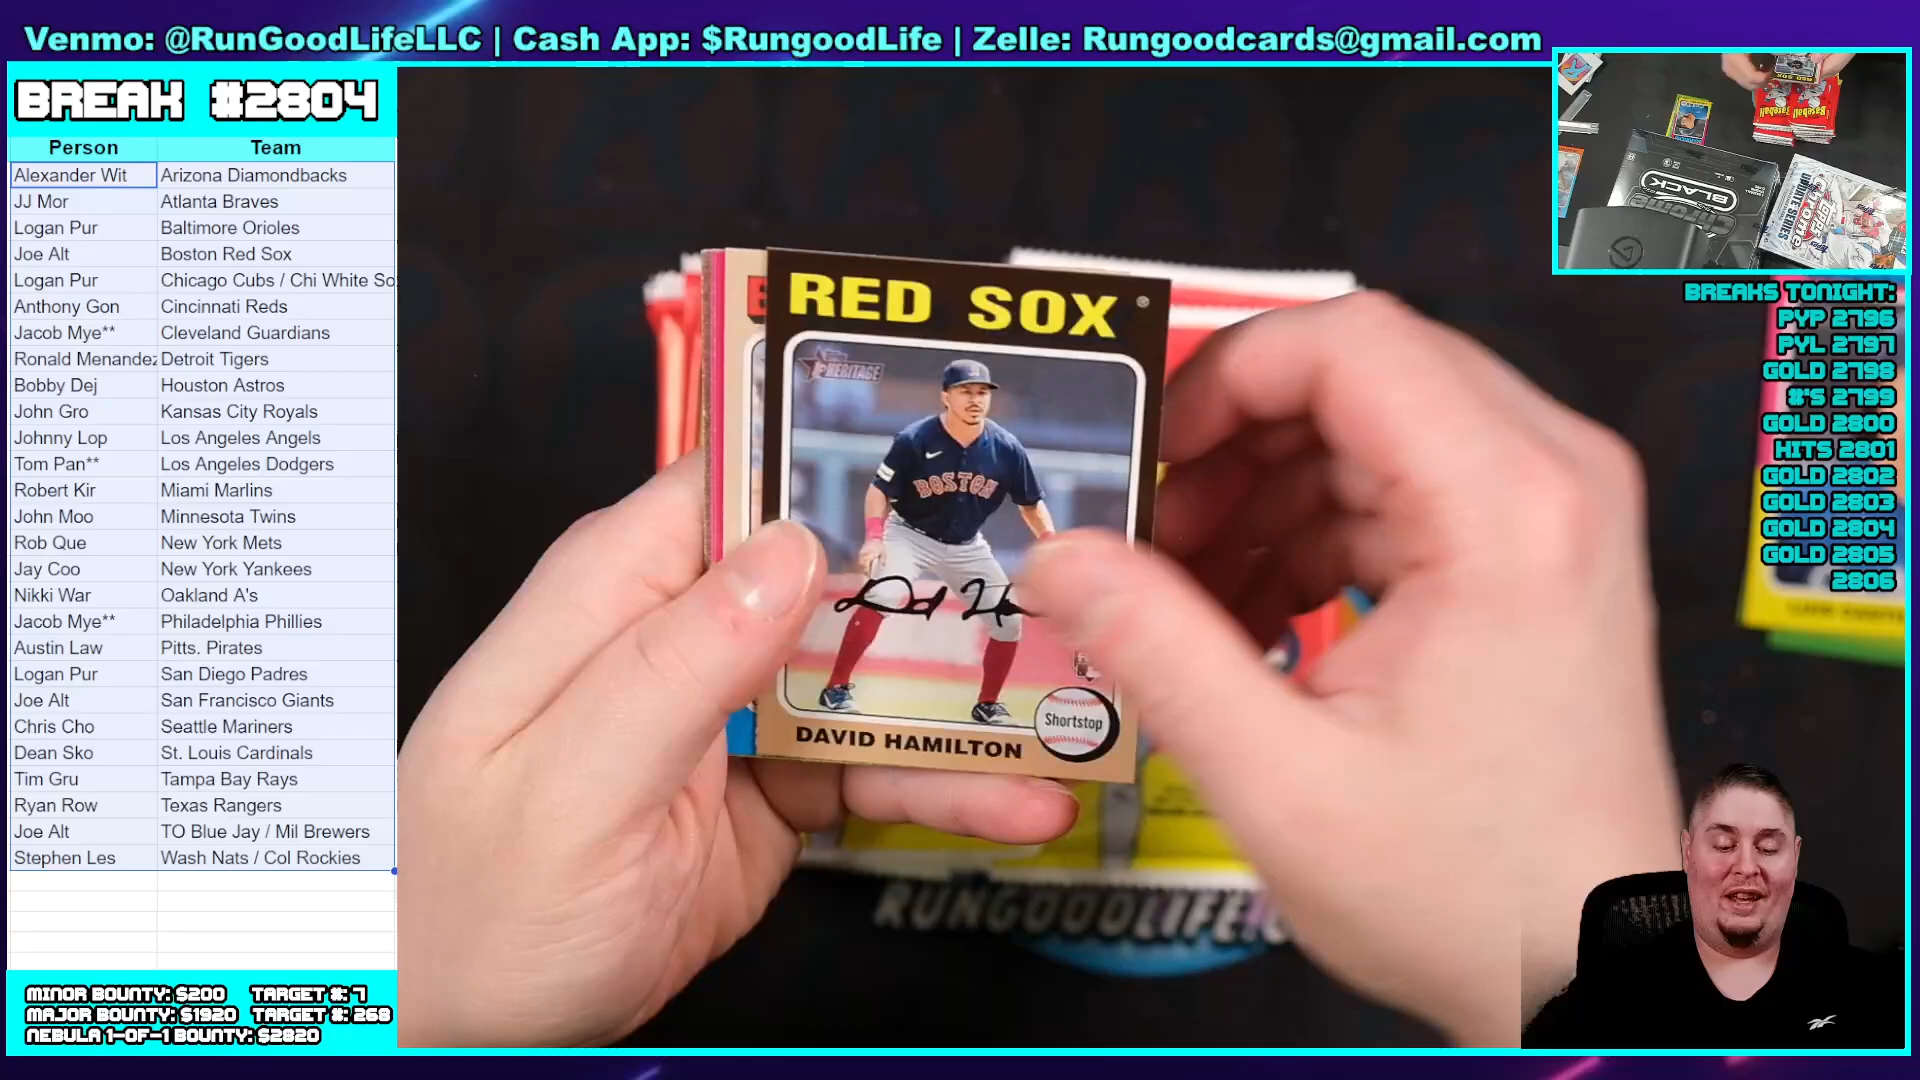 Venmo: @RunGoodLifeLLC | Cash App: $RungoodLife | Zelle: Rungoodcards@gmail.com
BREAK #2804
Person Team
Alexander Wit Arizona Diamondbacks
JJ Mor Atlanta Braves
Logan Pur Baltimore Orioles
Joe Alt Boston Red Sox
Logan Pur Chicago Cubs / Chi White So
Anthony Gon Cincinnati Reds
Jacob Mye** Cleveland Guardians
Ronald Menandez Detroit Tigers
Bobby Dej Houston Astros
John Gro Kansas City Royals
Johnny Lop Los Angeles Angels
Tom Pan** Los Angeles Dodgers
Robert Kir Miami Marlins
John Moo Minnesota Twins
Rob Que New York Mets
Jay Coo New York Yankees
Nikki War Oakland A's
Jacob Mye** Philadelphia Phillies
Austin Law Pitts. Pirates
Logan Pur San Diego Padres
Joe Alt San Francisco Giants
Chris Cho Seattle Mariners
Dean Sko St. Louis Cardinals
Tim Gru Tampa Bay Rays
Ryan Row Texas Rangers
Joe Alt TO Blue Jay / Mil Brewers
Stephen Les Wash Nats / Col Rockies
MINOR BOUNTY: $200 TARGET #: 7
MAJOR BOUNTY: $1920 TARGET #: 268
NEBULA 1-OF-1 BOUNTY: $2820
RED SOX
HERITAGE
BOSTON
Shortstop
DAVID HAMILTON
RUNGOODLIFE
BLACK
UPDATE SERIES
BREAKS TONIGHT:
PYP 2796
PYL 2797
GOLD 2798
#'S 2799
GOLD 2800
HITS 2801
GOLD 2802
GOLD 2803
GOLD 2804
GOLD 2805
2806